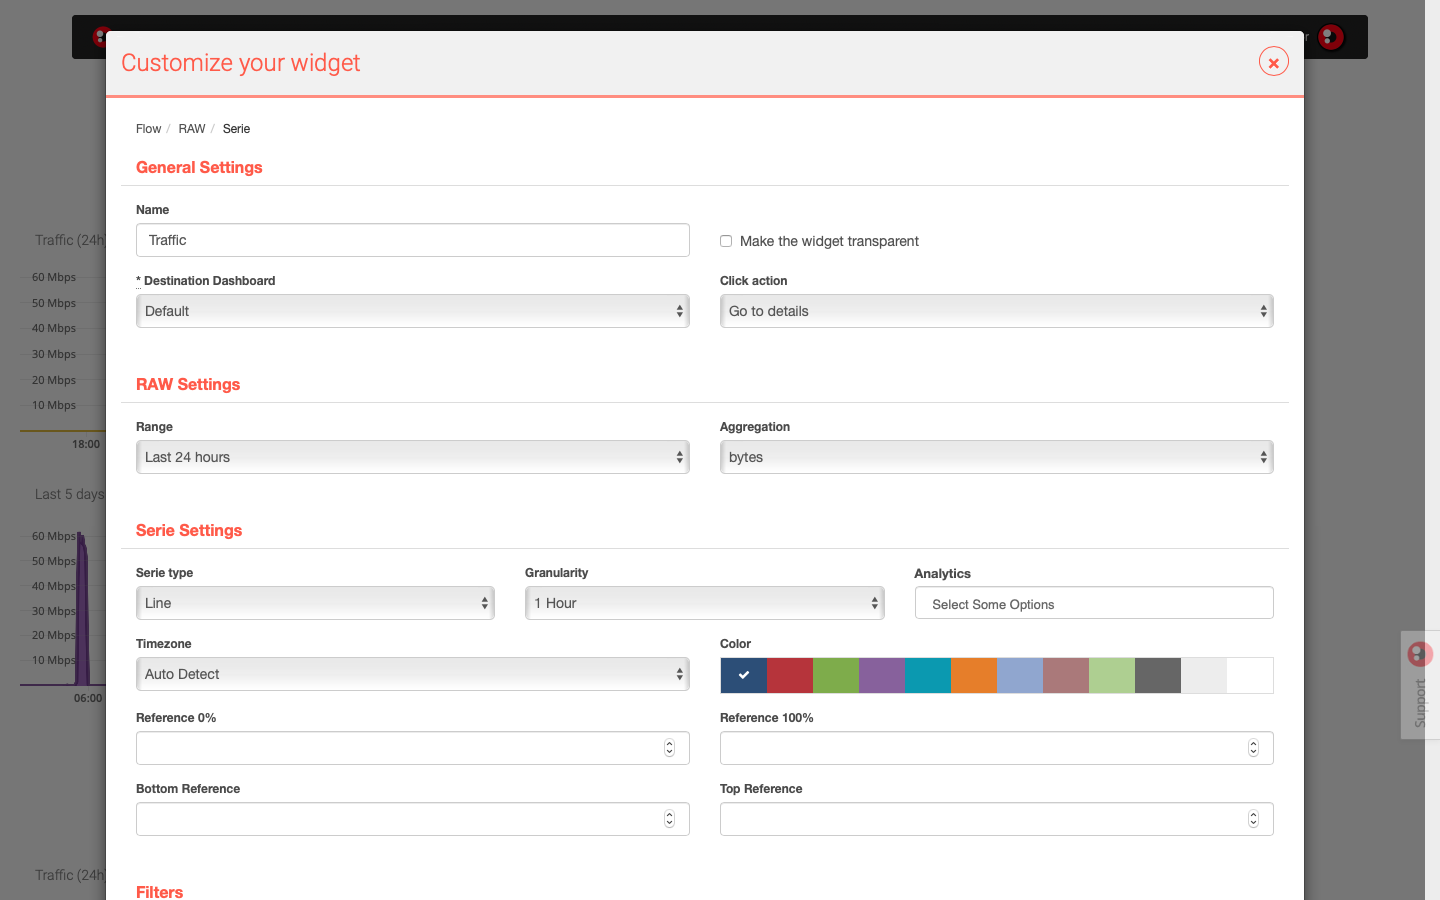 r
Customize your widget
Flow / RAW / Serie
General Settings
Name
Traffic
Make the widget transparent
* Destination Dashboard
Click action
Default
Go to details
RAW Settings
Range
Aggregation
Last 24 hours
bytes
Serie Settings
Serie type
Granularity
Analytics
Line
1 Hour
Select Some Options
Timezone
Color
Auto Detect
Reference 0%
Reference 100%
Bottom Reference
Top Reference
Filters
Traffic (24h)
60 Mbps
50 Mbps
40 Mbps
30 Mbps
20 Mbps
10 Mbps
18:00
Last 5 days
60 Mbps
50 Mbps
40 Mbps
30 Mbps
20 Mbps
10 Mbps
06:00
Traffic (24h)
Support